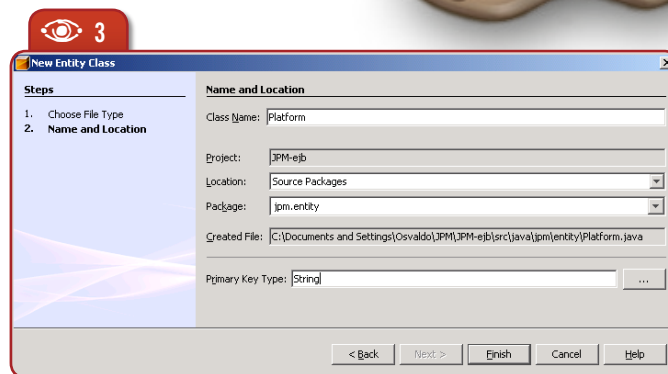 3
New Entity Class
Steps
1. Choose File Type
2. Name and Location
Name and Location
Class Name: Platform
Project: JPM-ejb
Location: Source Packages
Package: jpm.entity
Created File: C:\Documents and Settings\Osvaldo\JPM\JPM-ejb\src\java\jpm\entity\Platform.java
Primary Key Type: String
...
< Back Next > Finish Cancel Help